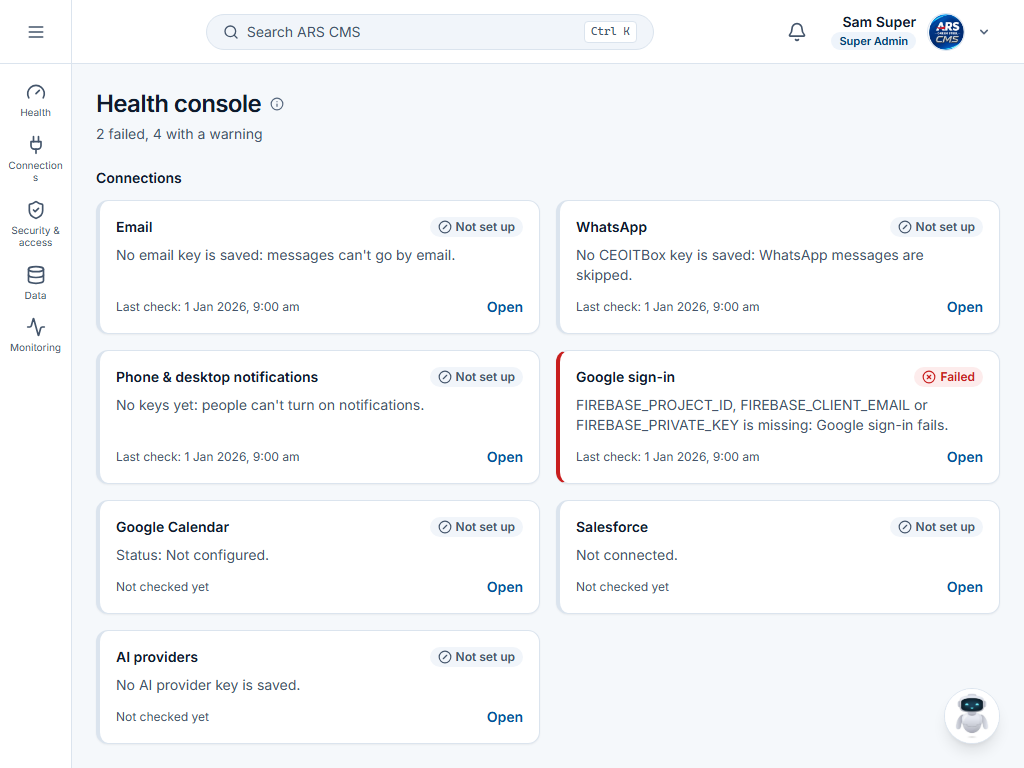 Search ARS CMS
Ctrl K
Sam Super
Super Admin
ARS
CMS
Health
Connection
s
Security &
access
Data
Monitoring
Health console
2 failed, 4 with a warning
Connections
Email
Not set up
No email key is saved: messages can't go by email.
Last check: 1 Jan 2026, 9:00 am
Open
WhatsApp
Not set up
No CEOITBox key is saved: WhatsApp messages are
skipped.
Last check: 1 Jan 2026, 9:00 am
Open
Phone & desktop notifications
Not set up
No keys yet: people can't turn on notifications.
Last check: 1 Jan 2026, 9:00 am
Open
Google sign-in
Failed
FIREBASE_PROJECT_ID, FIREBASE_CLIENT_EMAIL or
FIREBASE_PRIVATE_KEY is missing: Google sign-in fails.
Last check: 1 Jan 2026, 9:00 am
Open
Google Calendar
Not set up
Status: Not configured.
Not checked yet
Open
Salesforce
Not set up
Not connected.
Not checked yet
Open
AI providers
Not set up
No AI provider key is saved.
Not checked yet
Open